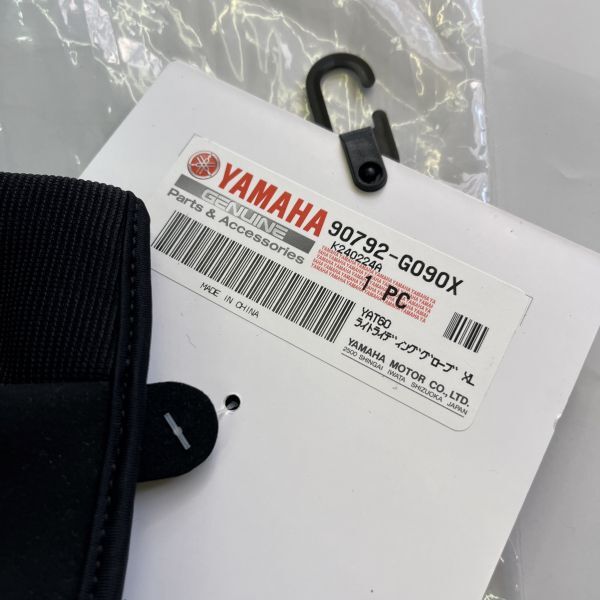 YAMAHA
GENUINE
Parts & Accessories
90792-G090X
K240224A
1 PC
MADE IN CHINA
YAT60
ライトライディンググローブ XL
YAMAHA MOTOR CO., LTD.
2500 SHINGAI IWATA SHIZUOKA JAPAN